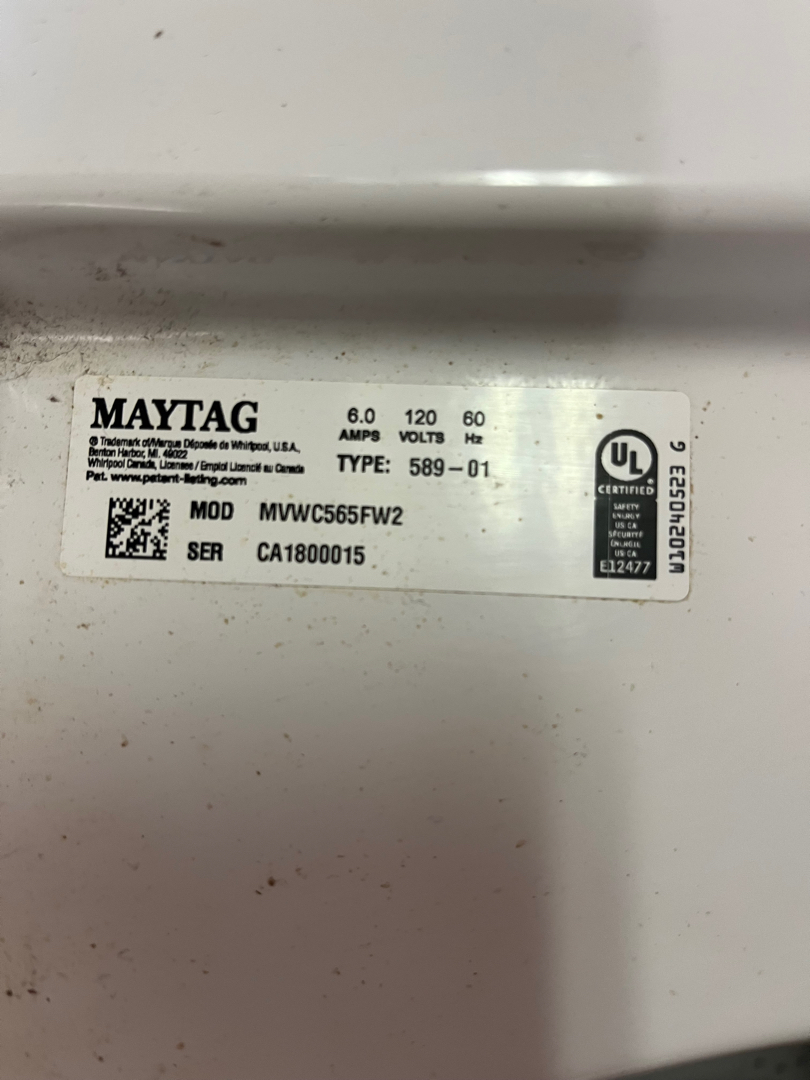 MAYTAG
® Trademark of/Marque Déposée de Whirlpool, U.S.A.,
Benton Harbor, MI. 49022
Whirlpool Canada, Licensee / Emploi Licencié au Canada
Pat. www.patent-listing.com
6.0 120 60
AMPS VOLTS Hz
TYPE: 589-01
MOD MVWC565FW2
SER CA1800015
UL
®
CERTIFIED
SAFETY
ENERGY
US CA
SÉCURITÉ
ÉNERGIE
US CA
E12477
W10240523 G